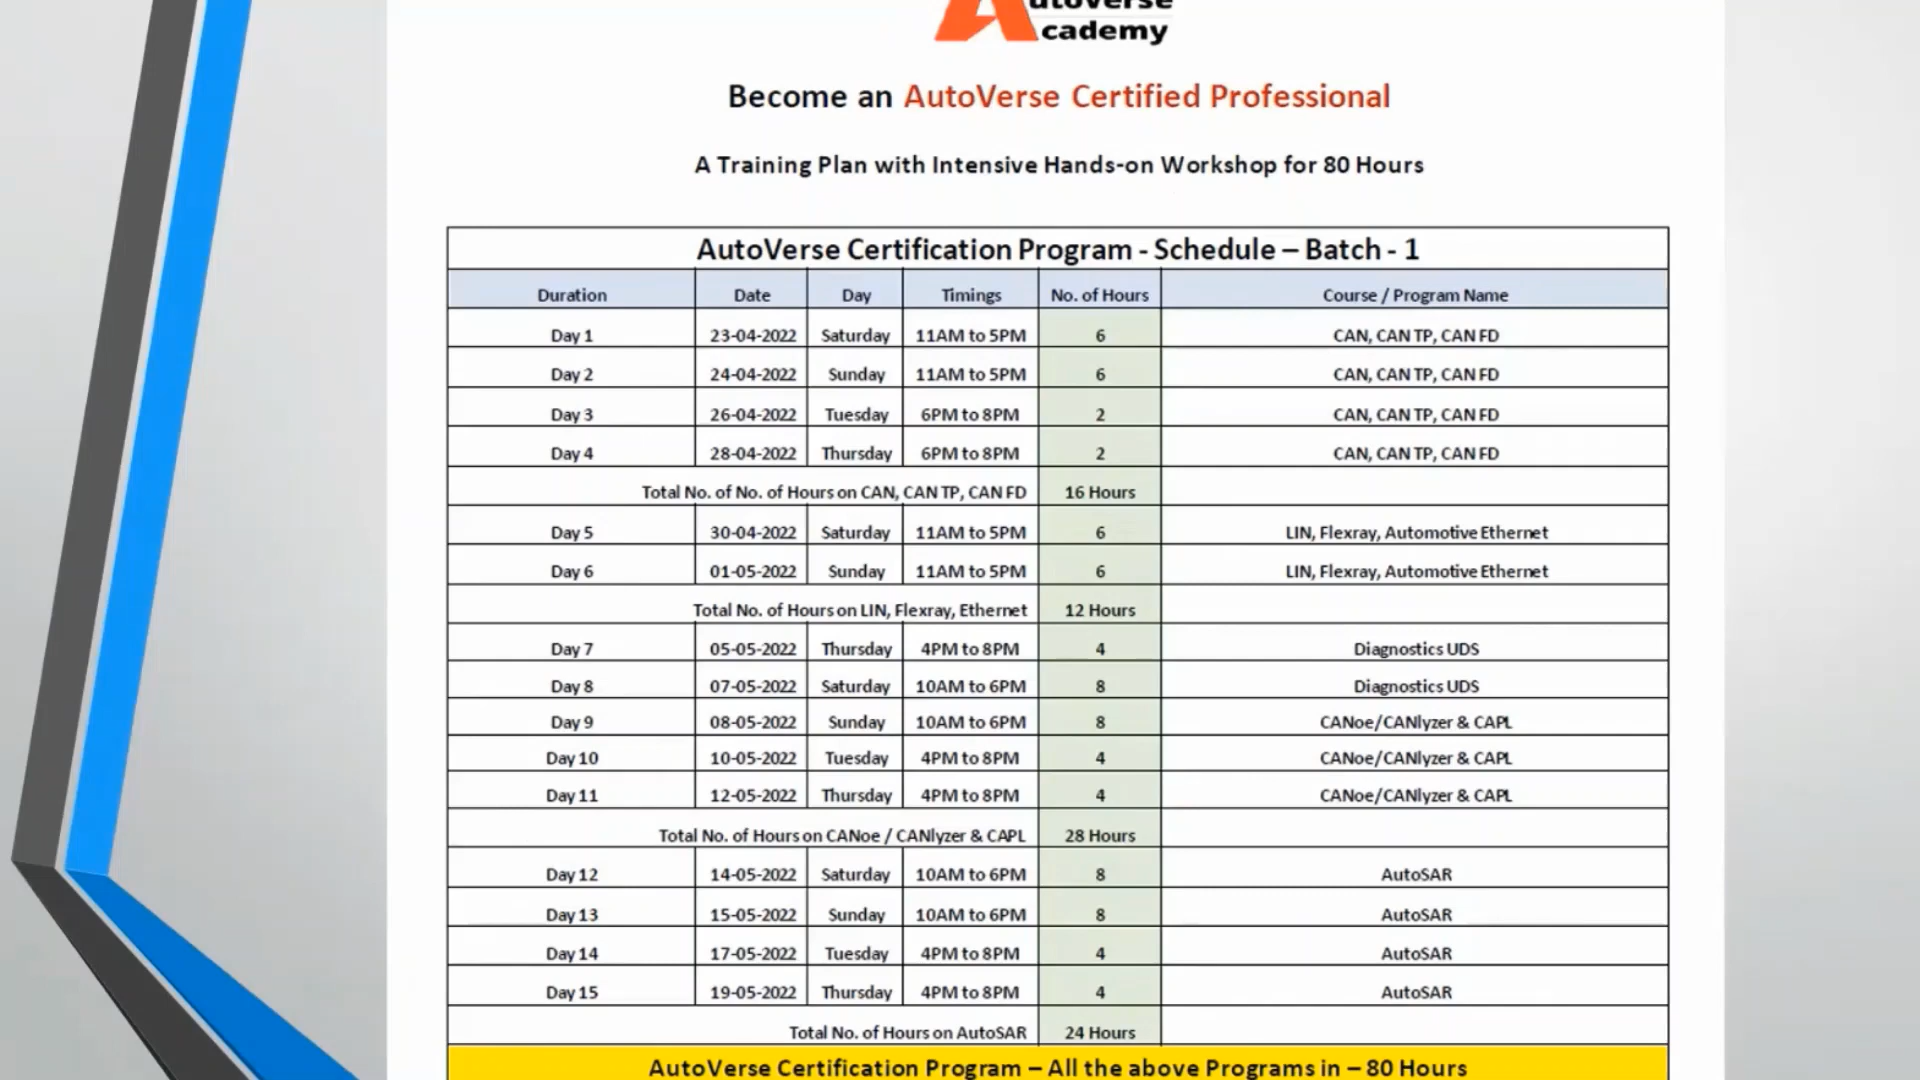 cademy
Become an AutoVerse Certified Professional
A Training Plan with Intensive Hands-on Workshop for 80 Hours
AutoVerse Certification Program - Schedule – Batch - 1
Duration Date Day Timings No. of Hours Course / Program Name
Day 1 23-04-2022 Saturday 11AM to 5PM 6 CAN, CAN TP, CAN FD
Day 2 24-04-2022 Sunday 11AM to 5PM 6 CAN, CAN TP, CAN FD
Day 3 26-04-2022 Tuesday 6PM to 8PM 2 CAN, CAN TP, CAN FD
Day 4 28-04-2022 Thursday 6PM to 8PM 2 CAN, CAN TP, CAN FD
Total No. of No. of Hours on CAN, CAN TP, CAN FD 16 Hours
Day 5 30-04-2022 Saturday 11AM to 5PM 6 LIN, Flexray, Automotive Ethernet
Day 6 01-05-2022 Sunday 11AM to 5PM 6 LIN, Flexray, Automotive Ethernet
Total No. of Hours on LIN, Flexray, Ethernet 12 Hours
Day 7 05-05-2022 Thursday 4PM to 8PM 4 Diagnostics UDS
Day 8 07-05-2022 Saturday 10AM to 6PM 8 Diagnostics UDS
Day 9 08-05-2022 Sunday 10AM to 6PM 8 CANoe/CANlyzer & CAPL
Day 10 10-05-2022 Tuesday 4PM to 8PM 4 CANoe/CANlyzer & CAPL
Day 11 12-05-2022 Thursday 4PM to 8PM 4 CANoe/CANlyzer & CAPL
Total No. of Hours on CANoe / CANlyzer & CAPL 28 Hours
Day 12 14-05-2022 Saturday 10AM to 6PM 8 AutoSAR
Day 13 15-05-2022 Sunday 10AM to 6PM 8 AutoSAR
Day 14 17-05-2022 Tuesday 4PM to 8PM 4 AutoSAR
Day 15 19-05-2022 Thursday 4PM to 8PM 4 AutoSAR
Total No. of Hours on AutoSAR 24 Hours
AutoVerse Certification Program – All the above Programs in – 80 Hours